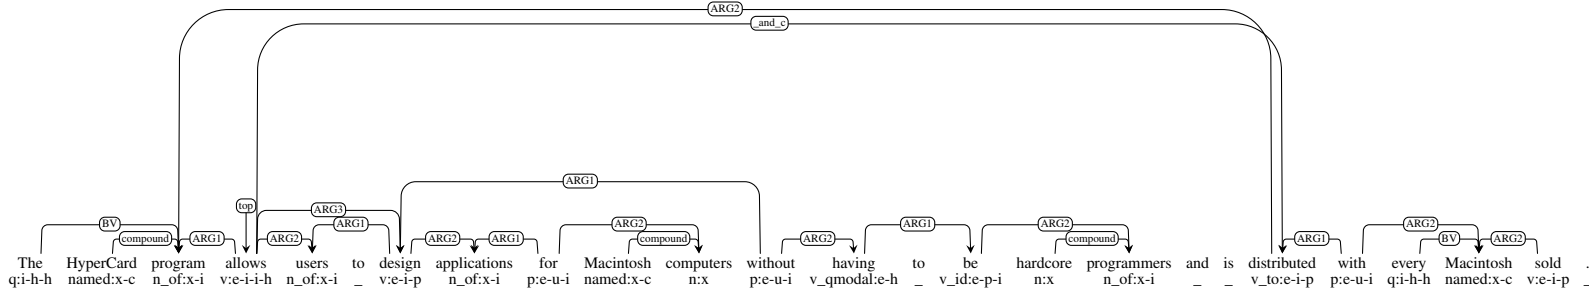 ARG2
_and_c
ARG1
top
ARG3
BV ARG1 ARG2 ARG1 ARG2 ARG2
compound ARG1 ARG2 ARG2 ARG1 compound ARG2 compound ARG1 BV ARG2
The HyperCard program allows users to design applications for Macintosh computers without having to be hardcore programmers and is distributed with every Macintosh sold .
q:i-h-h named:x-c n_of:x-i v:e-i-i-h n_of:x-i _ v:e-i-p n_of:x-i p:e-u-i named:x-c n:x p:e-u-i v_qmodal:e-h _ v_id:e-p-i n:x n_of:x-i _ _ v_to:e-i-p p:e-u-i q:i-h-h named:x-c v:e-i-p _